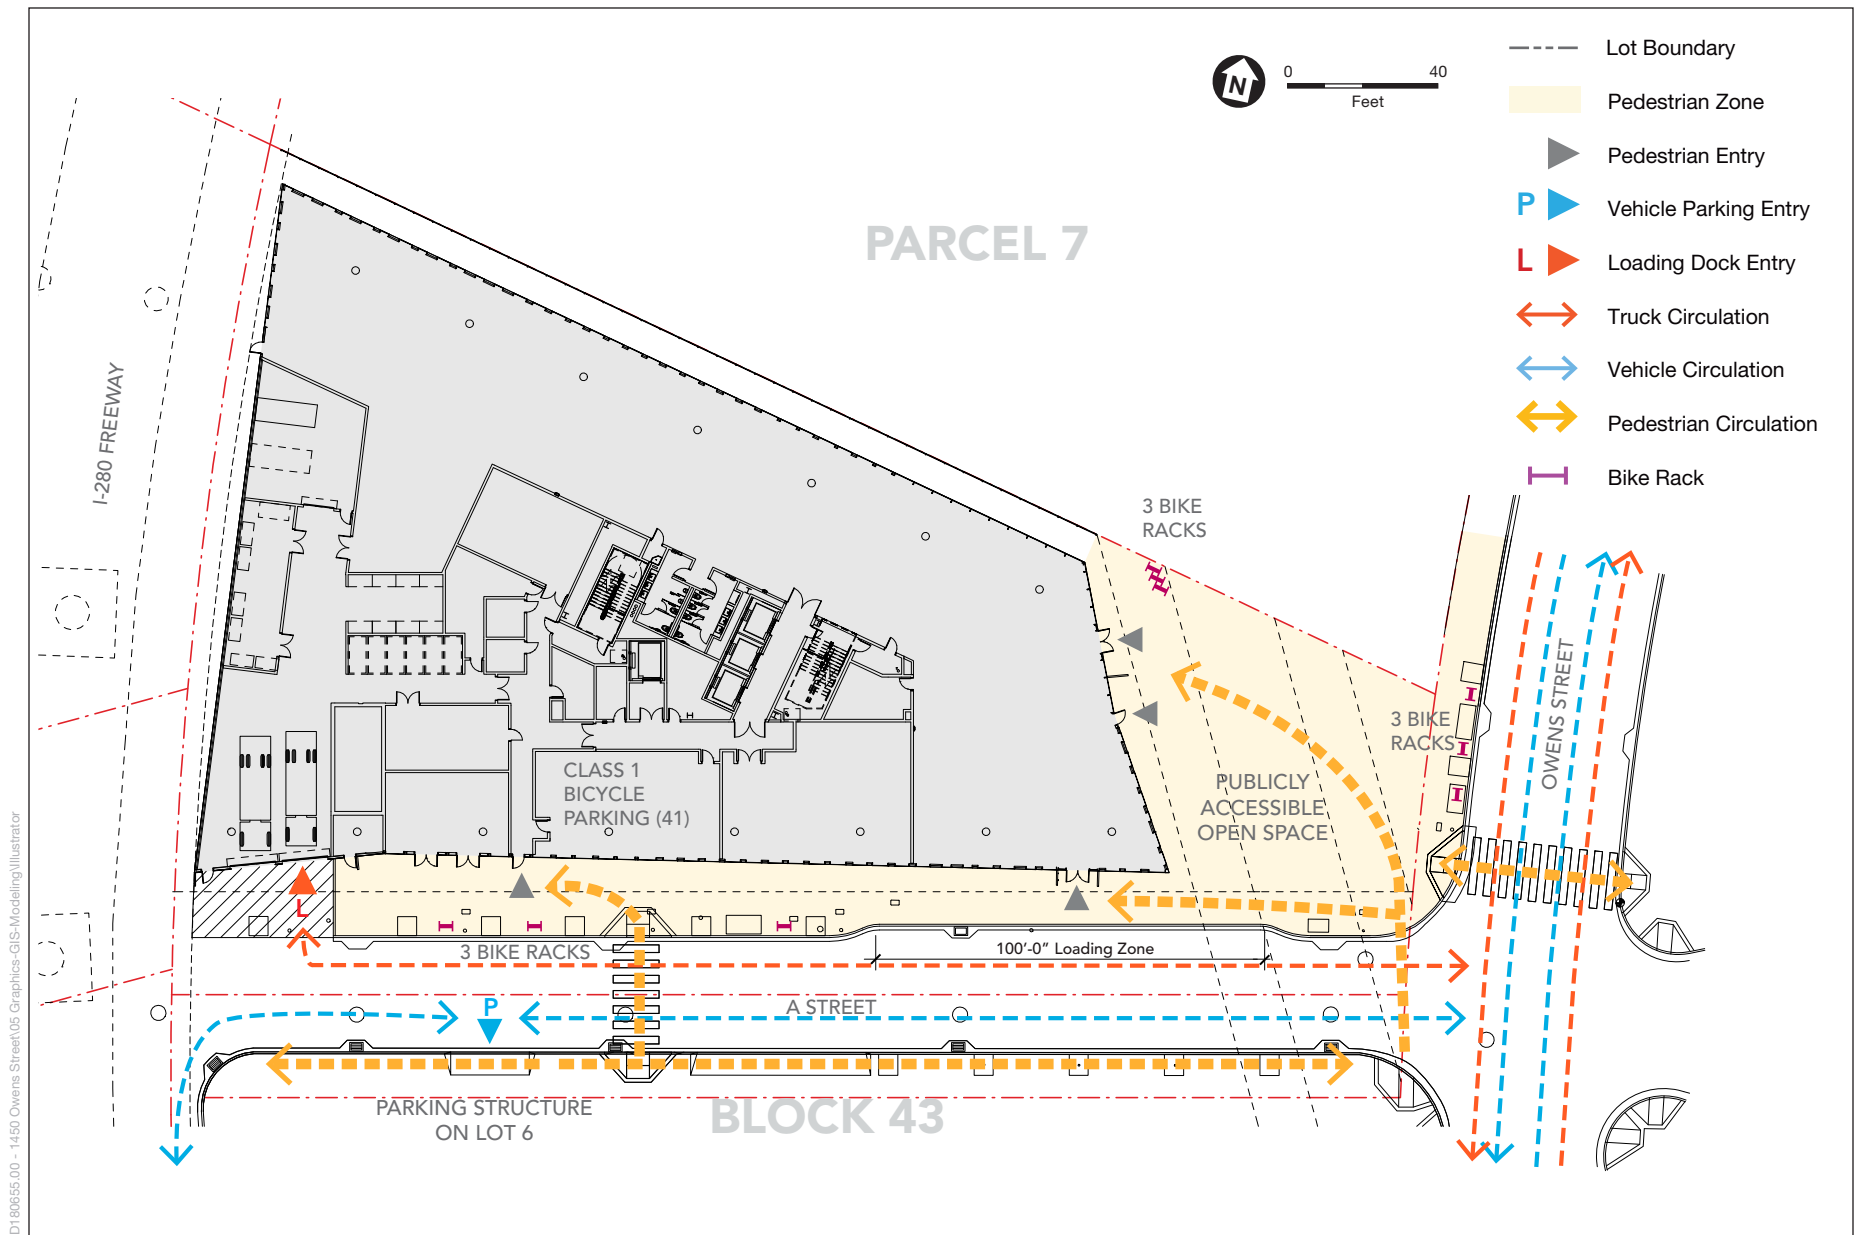 Lot Boundary
Pedestrian Zone
Pedestrian Entry
P
Vehicle Parking Entry
L
Loading Dock Entry
Truck Circulation
Vehicle Circulation
Pedestrian Circulation
Bike Rack
N
0 40
Feet
PARCEL 7
I-280 FREEWAY
3 BIKE
RACKS
3 BIKE
RACKS
OWENS STREET
CLASS 1
BICYCLE
PARKING (41)
PUBLICLY
ACCESSIBLE
OPEN SPACE
L
3 BIKE RACKS
100'-0" Loading Zone
P
A STREET
PARKING STRUCTURE
ON LOT 6
BLOCK 43
D180655.00 - 1450 Owens Street\05 Graphics-GIS-Modeling\Illustrator